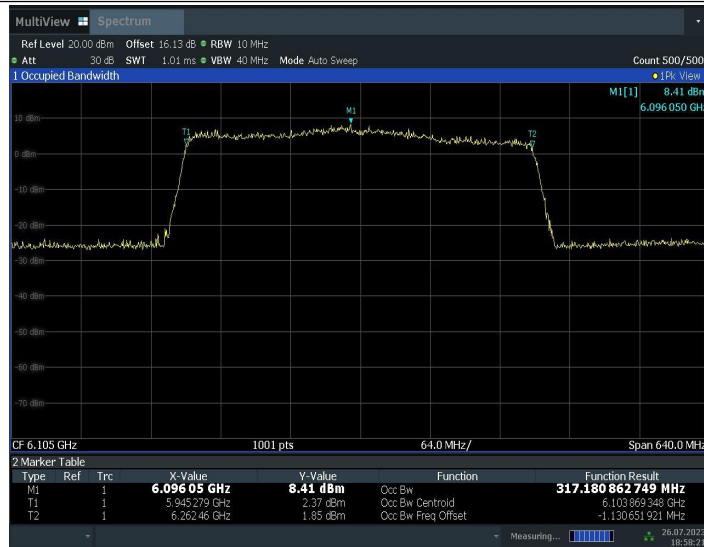 MultiView Spectrum
Ref Level 20.00 dBm Offset 16.13 dB RBW 10 MHz
Att 30 dB SWT 1.01 ms VBW 40 MHz Mode Auto Sweep Count 500/500
1 Occupied Bandwidth 1Pk View
M1[1] 8.41 dBm
6.096 050 GHz
M1
10 dBm
T1
T2
0 dBm
-10 dBm
-20 dBm
-30 dBm
-40 dBm
-50 dBm
-60 dBm
-70 dBm
CF 6.105 GHz 1001 pts 64.0 MHz/ Span 640.0 MHz
2 Marker Table
Type Ref Trc X-Value Y-Value Function Function Result
M1 1 6.096 05 GHz 8.41 dBm Occ Bw 317.180 862 749 MHz
T1 1 5.945 279 GHz 2.37 dBm Occ Bw Centroid 6.103 869 348 GHz
T2 1 6.262 46 GHz 1.85 dBm Occ Bw Freq Offset -1.130 651 921 MHz
Measuring... 26.07.2023
18:58:21